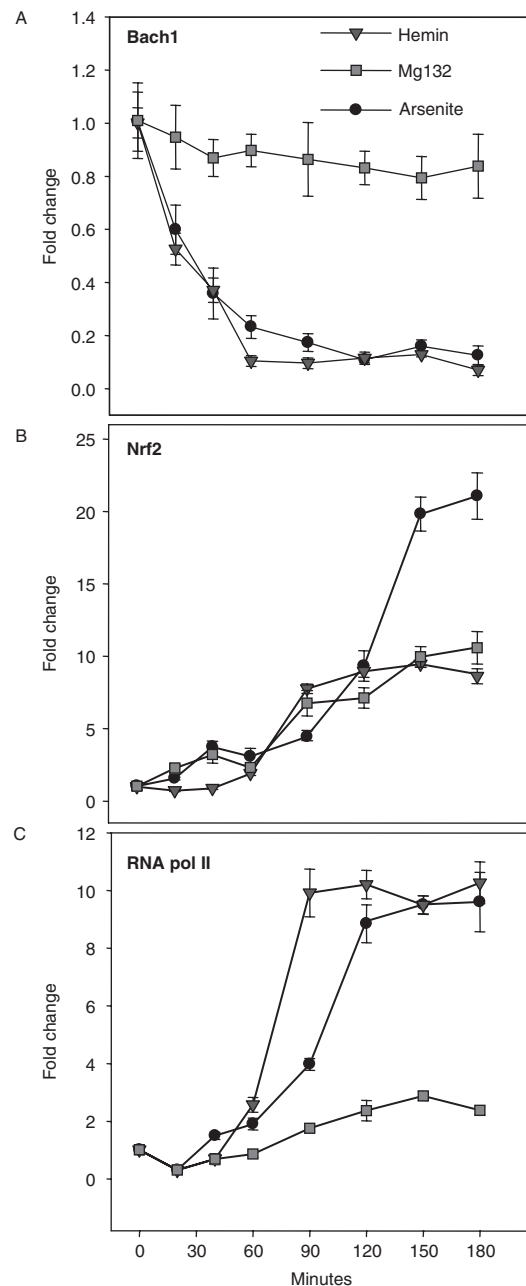 A
Bach1
Hemin
Mg132
Arsenite
Fold change
1.4
1.2
1.0
0.8
0.6
0.4
0.2
0.0
B
Nrf2
Fold change
25
20
15
10
5
0
C
RNA pol II
Fold change
12
10
8
6
4
2
0
0 30 60 90 120 150 180
Minutes